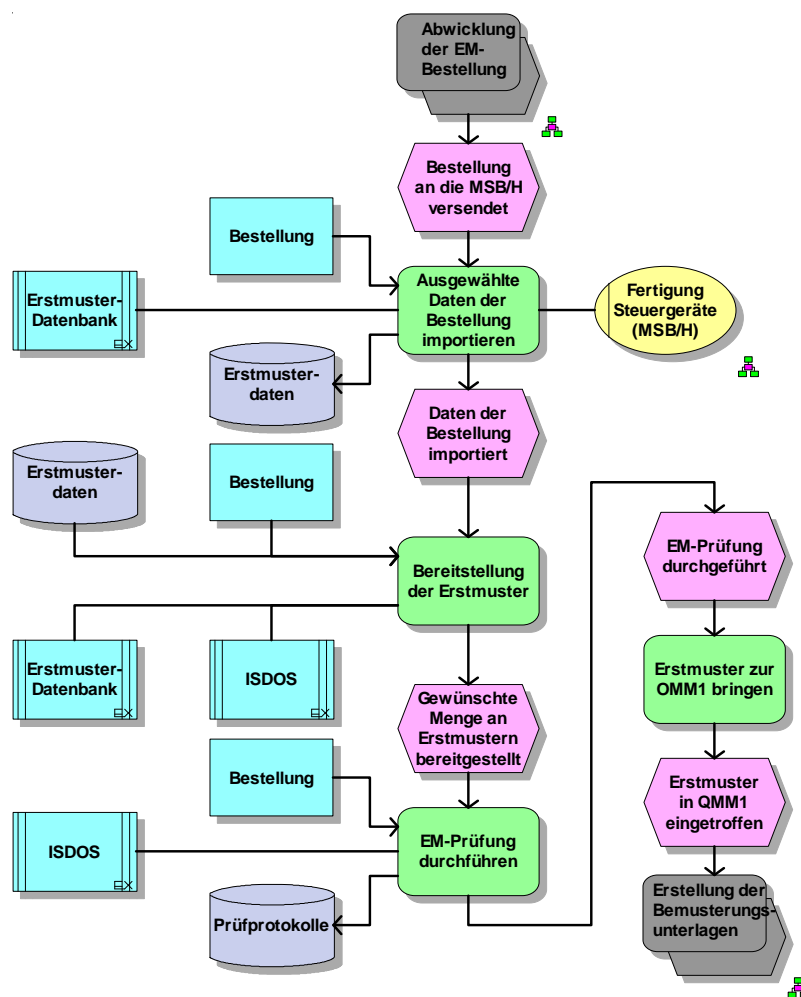 Abwicklung
der EM-
Bestellung
Bestellung
an die MSB/H
versendet
Bestellung
Erstmuster-
Datenbank
Ausgewählte
Daten der
Bestellung
importieren
Fertigung
Steuergeräte
(MSB/H)
Erstmuster-
daten
Daten der
Bestellung
importiert
Erstmuster-
daten
Bestellung
Bereitstellung
der Erstmuster
Erstmuster-
Datenbank
ISDOS
Gewünschte
Menge an
Erstmustern
bereitgestellt
Bestellung
ISDOS
EM-Prüfung
durchführen
Prüfprotokolle
EM-Prüfung
durchgeführt
Erstmuster zur
OMM1 bringen
Erstmuster
in QMM1
eingetroffen
Erstellung der
Bemusterungs-
unterlagen